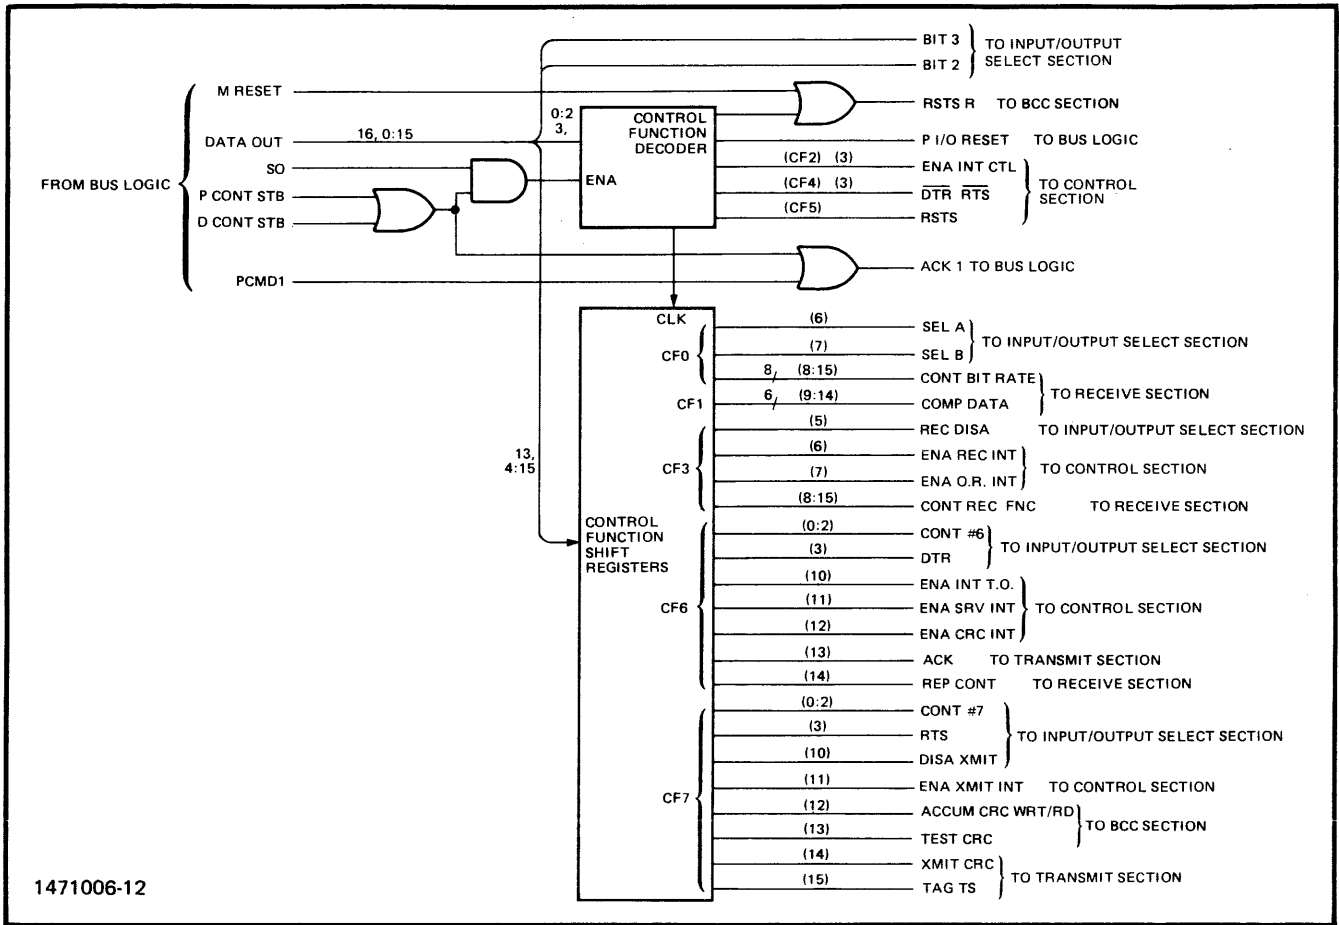 BIT 3
BIT 2
TO INPUT/OUTPUT
SELECT SECTION
FROM BUS LOGIC
M RESET
DATA OUT
16, 0:15
SO
P CONT STB
D CONT STB
PCMD1
0:2
3,
CONTROL
FUNCTION
DECODER
ENA
RSTS R TO BCC SECTION
P I/O RESET TO BUS LOGIC
(CF2) (3) ENA INT CTL
(CF4) (3) DTR RTS
(CF5) RSTS
TO CONTROL
SECTION
ACK 1 TO BUS LOGIC
13,
4:15
CLK
CONTROL
FUNCTION
SHIFT
REGISTERS
CF0
(6) SEL A
(7) SEL B
TO INPUT/OUTPUT SELECT SECTION
8, (8:15) CONT BIT RATE
CF1 6, (9:14) COMP DATA
TO RECEIVE SECTION
CF3
(5) REC DISA TO INPUT/OUTPUT SELECT SECTION
(6) ENA REC INT
(7) ENA O.R. INT
TO CONTROL SECTION
(8:15) CONT REC FNC TO RECEIVE SECTION
CF6
(0:2) CONT #6
(3) DTR
TO INPUT/OUTPUT SELECT SECTION
(10) ENA INT T.O.
(11) ENA SRV INT
(12) ENA CRC INT
TO CONTROL SECTION
(13) ACK TO TRANSMIT SECTION
(14) REP CONT TO RECEIVE SECTION
CF7
(0:2) CONT #7
(3) RTS
(10) DISA XMIT
TO INPUT/OUTPUT SELECT SECTION
(11) ENA XMIT INT TO CONTROL SECTION
(12) ACCUM CRC WRT/RD
(13) TEST CRC
TO BCC SECTION
(14) XMIT CRC
(15) TAG TS
TO TRANSMIT SECTION
1471006-12